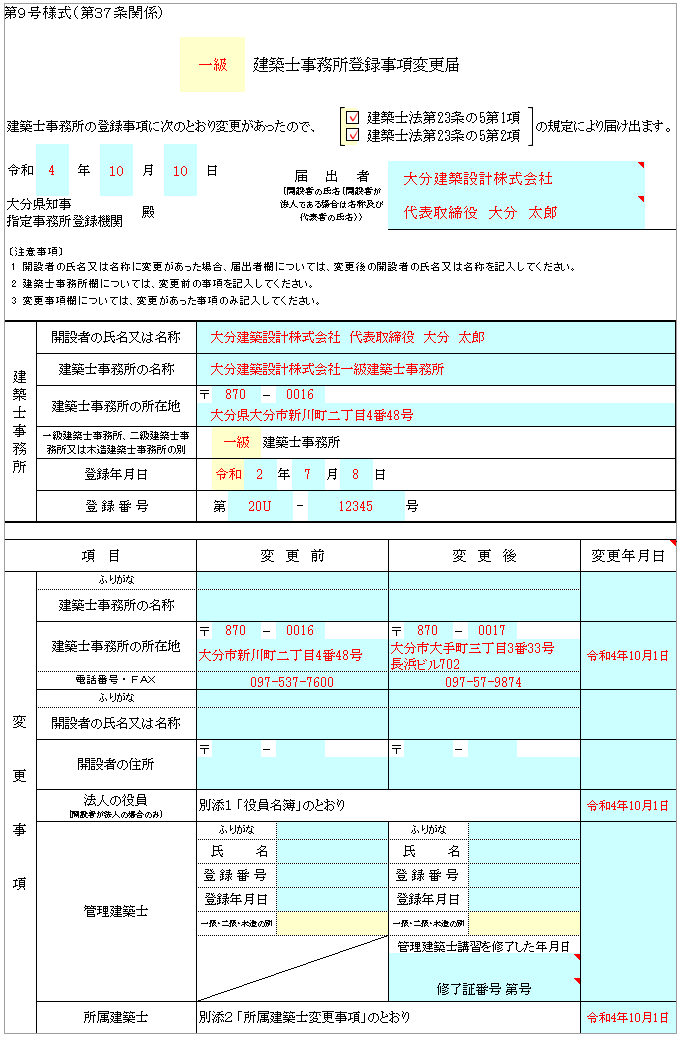 第9号様式(第37条関係)
一級 建築士事務所登録事項変更届
建築士事務所の登録事項に次のとおり変更があったので、
建築士法第23条の5第1項
建築士法第23条の5第2項
の規定により届け出ます。
令和 4 年 10 月 10 日
大分県知事
指定事務所登録機関
殿
届出者
(開設者の氏名(開設者が
法人である場合は名称及び
代表者の氏名))
大分建築設計株式会社
代表取締役 大分 太郎
〔注意事項〕
1 開設者の氏名又は名称に変更があった場合、届出者欄については、変更後の開設者の氏名又は名称を記入してください。
2 建築士事務所欄については、変更前の事項を記入してください。
3 変更事項欄については、変更があった事項のみ記入してください。
建築士事務所
開設者の氏名又は名称 大分建築設計株式会社 代表取締役 大分 太郎
建築士事務所の名称 大分建築設計株式会社一級建築士事務所
建築士事務所の所在地
〒 870 - 0016
大分県大分市新川町二丁目4番48号
一級建築士事務所、二級建築士事
務所又は木造建築士事務所の別
一級 建築士事務所
登録年月日 令和 2 年 7 月 8 日
登録番号 第 20U - 12345 号
項目 変更前 変更後 変更年月日
変更事項
ふりがな
建築士事務所の名称
建築士事務所の所在地
〒 870 - 0016
大分市新川町二丁目4番48号
〒 870 - 0017
大分市大手町三丁目3番33号
長浜ビル702
令和4年10月1日
電話番号・FAX 097-537-7600 097-57-9874
ふりがな
開設者の氏名又は名称
開設者の住所 〒 - 〒 -
法人の役員
(開設者が法人の場合のみ)
別添1「役員名簿」のとおり 令和4年10月1日
管理建築士
ふりがな ふりがな
氏名 氏名
登録番号 登録番号
登録年月日 登録年月日
一級・二級・木造の別 一級・二級・木造の別
管理建築士講習を修了した年月日
修了証番号 第号
所属建築士 別添2「所属建築士変更事項」のとおり 令和4年10月1日